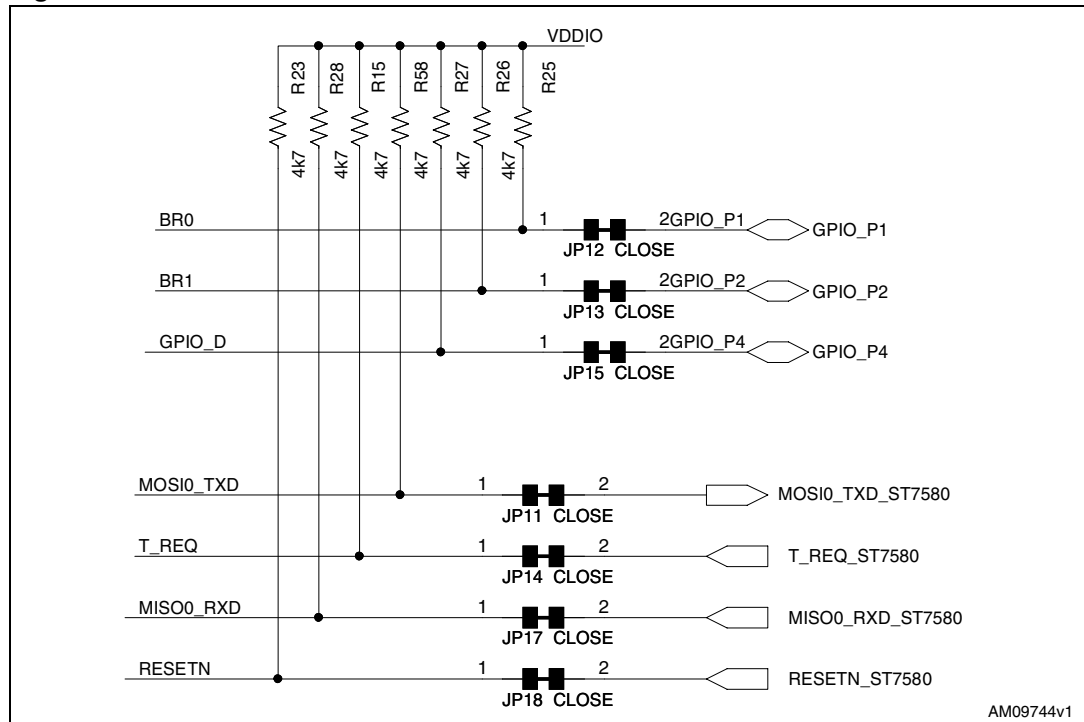 VDDIO
R23
R28
R15
R58
R27
R26
R25
4k7
4k7
4k7
4k7
4k7
4k7
BR0 1 2GPIO_P1 GPIO_P1
JP12 CLOSE
BR1 1 2GPIO_P2 GPIO_P2
JP13 CLOSE
GPIO_D 1 2GPIO_P4 GPIO_P4
JP15 CLOSE
MOSI0_TXD 1 2 MOSI0_TXD_ST7580
JP11 CLOSE
T_REQ 1 2 T_REQ_ST7580
JP14 CLOSE
MISO0_RXD 1 2 MISO0_RXD_ST7580
JP17 CLOSE
RESETN 1 2 RESETN_ST7580
JP18 CLOSE
AM09744v1